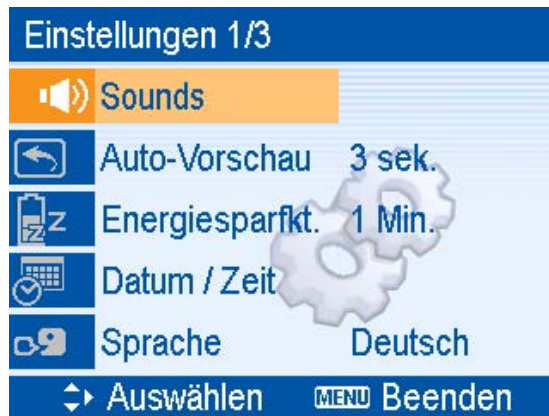 Einstellungen 1/3
Sounds
Auto-Vorschau 3 sek.
Energiesparfkt. 1 Min.
Datum / Zeit
Sprache Deutsch
Auswählen MENU Beenden